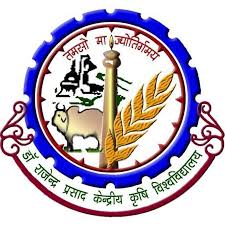 तमसो मा ज्योतिर्गमय
डॉ राजेन्द्र प्रसाद केन्द्रीय कृषि विश्वविद्यालय